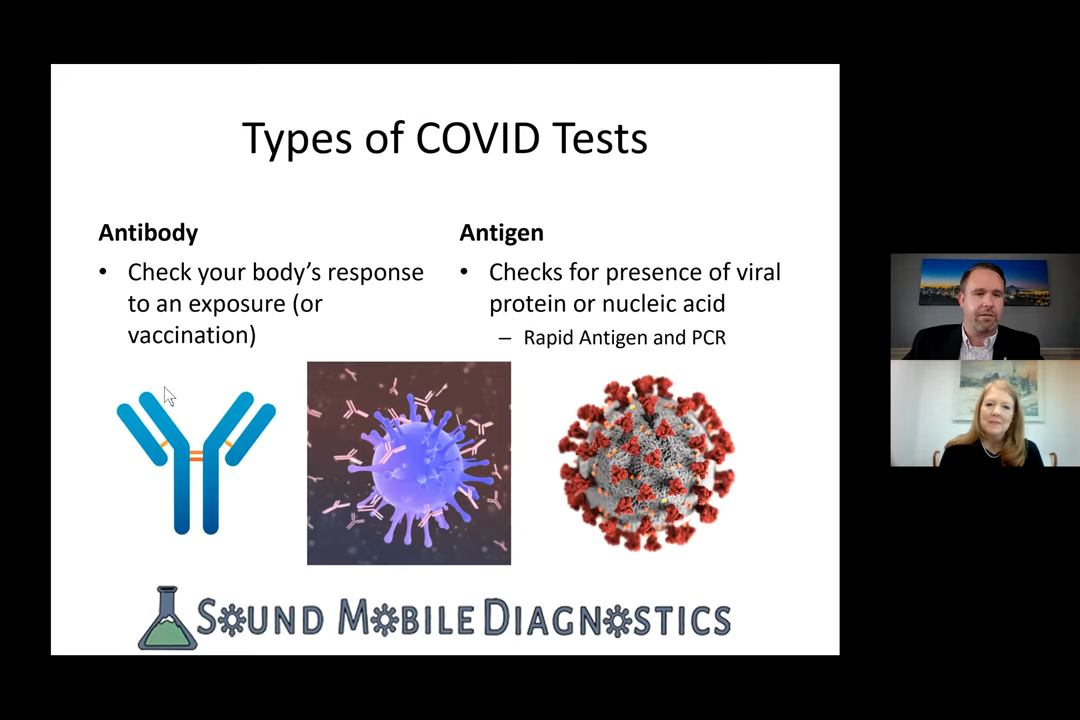 Types of COVID Tests
Antibody
• Check your body's response
to an exposure (or
vaccination)
Antigen
• Checks for presence of viral
protein or nucleic acid
– Rapid Antigen and PCR
SOUND MOBILE DIAGNOSTICS